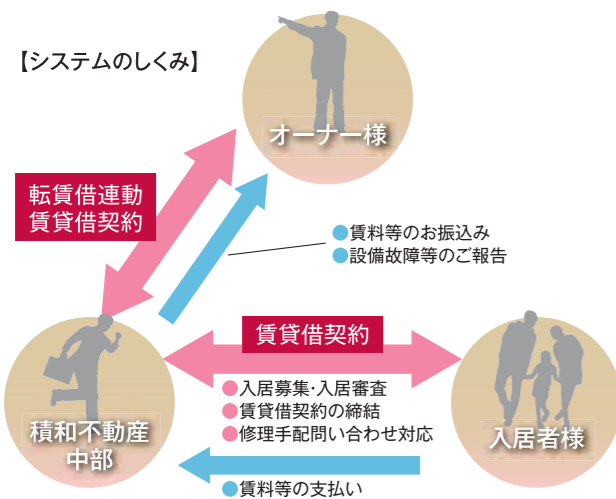 【システムのしくみ】
オーナー様
転賃借連動
賃貸借契約
●賃料等のお振込み
●設備故障等のご報告
賃貸借契約
積和不動産
中部
●入居募集・入居審査
●賃貸借契約の締結
●修理手配問い合わせ対応
入居者様
●賃料等の支払い